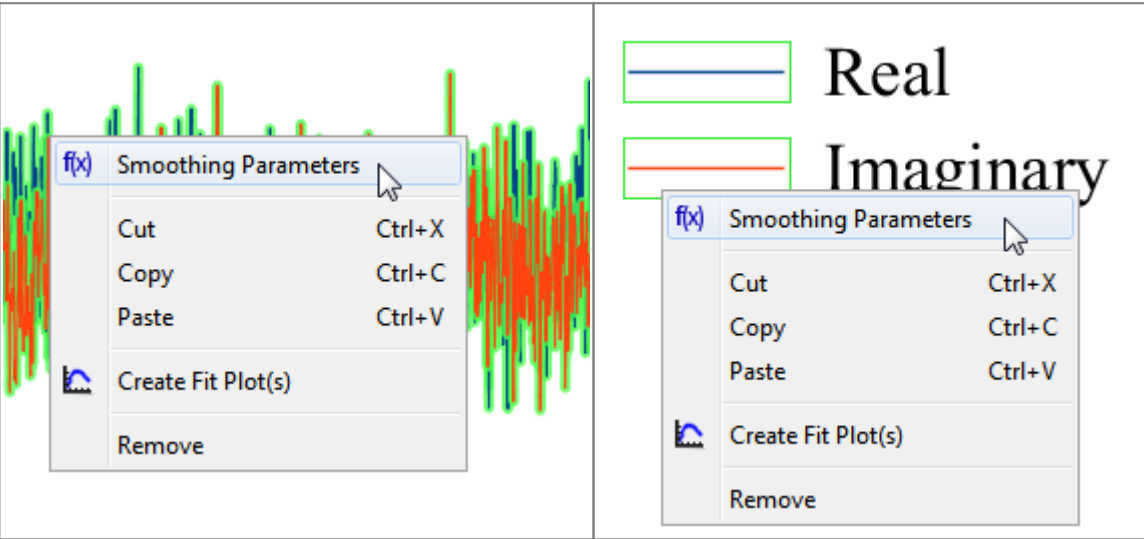 f(x) Smoothing Parameters
Cut Ctrl+X
Copy Ctrl+C
Paste Ctrl+V
Create Fit Plot(s)
Remove
Real
Imaginary
f(x) Smoothing Parameters
Cut Ctrl+X
Copy Ctrl+C
Paste Ctrl+V
Create Fit Plot(s)
Remove